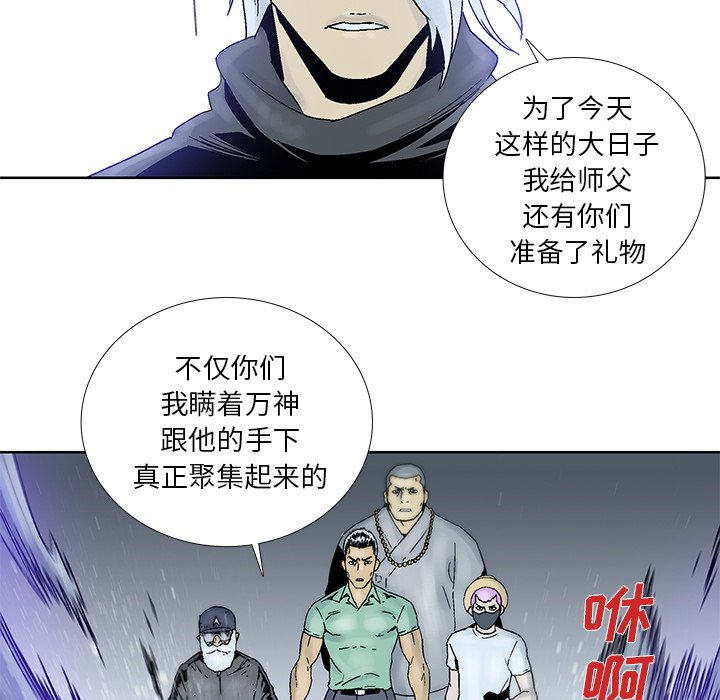 为了今天
这样的大日子
我给师父
还有你们
准备了礼物
不仅你们
我瞒着万神
跟他的手下
真正聚集起来的
A
咻
啊